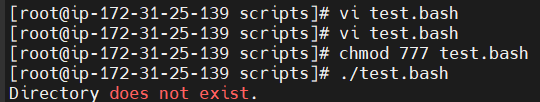 [root@ip-172-31-25-139 scripts]# vi test.bash
[root@ip-172-31-25-139 scripts]# vi test.bash
[root@ip-172-31-25-139 scripts]# chmod 777 test.bash
[root@ip-172-31-25-139 scripts]# ./test.bash
Directory does not exist.